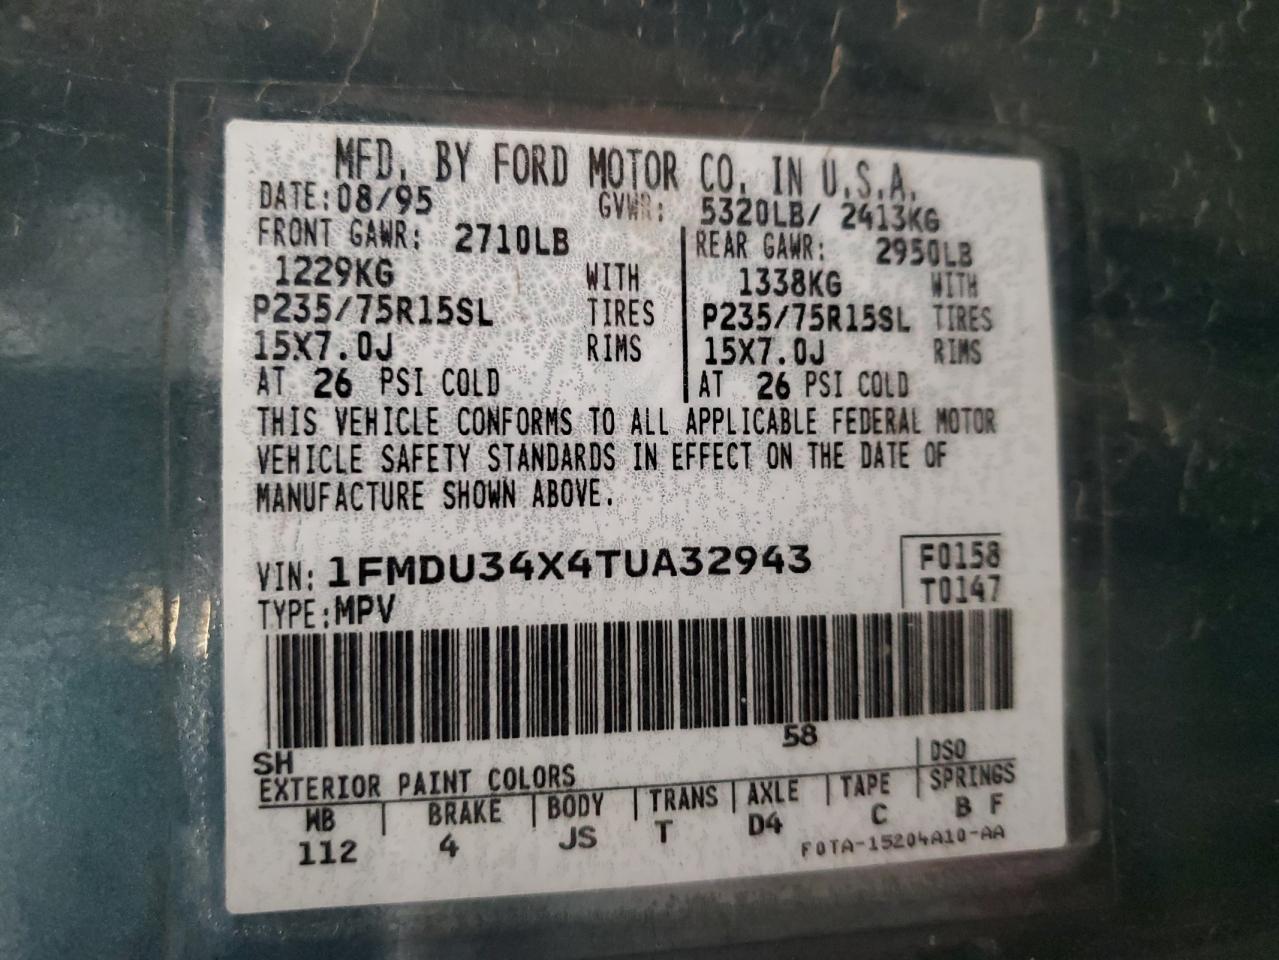 MFD. BY FORD MOTOR CO. IN U.S.A.
DATE: 08/95 GVWR: 5320LB/ 2413KG
FRONT GAWR: 2710LB REAR GAWR: 2950LB
1229KG WITH 1338KG WITH
P235/75R15SL TIRES P235/75R15SL TIRES
15X7.0J RIMS 15X7.0J RIMS
AT 26 PSI COLD AT 26 PSI COLD
THIS VEHICLE CONFORMS TO ALL APPLICABLE FEDERAL MOTOR
VEHICLE SAFETY STANDARDS IN EFFECT ON THE DATE OF
MANUFACTURE SHOWN ABOVE.
VIN: 1FMDU34X4TUA32943 F0158
TYPE: MPV T0147
SH 58
EXTERIOR PAINT COLORS DSO
WB BRAKE BODY TRANS AXLE TAPE SPRINGS
112 4 JS T D4 C B F
F0TA-15204A10-AA